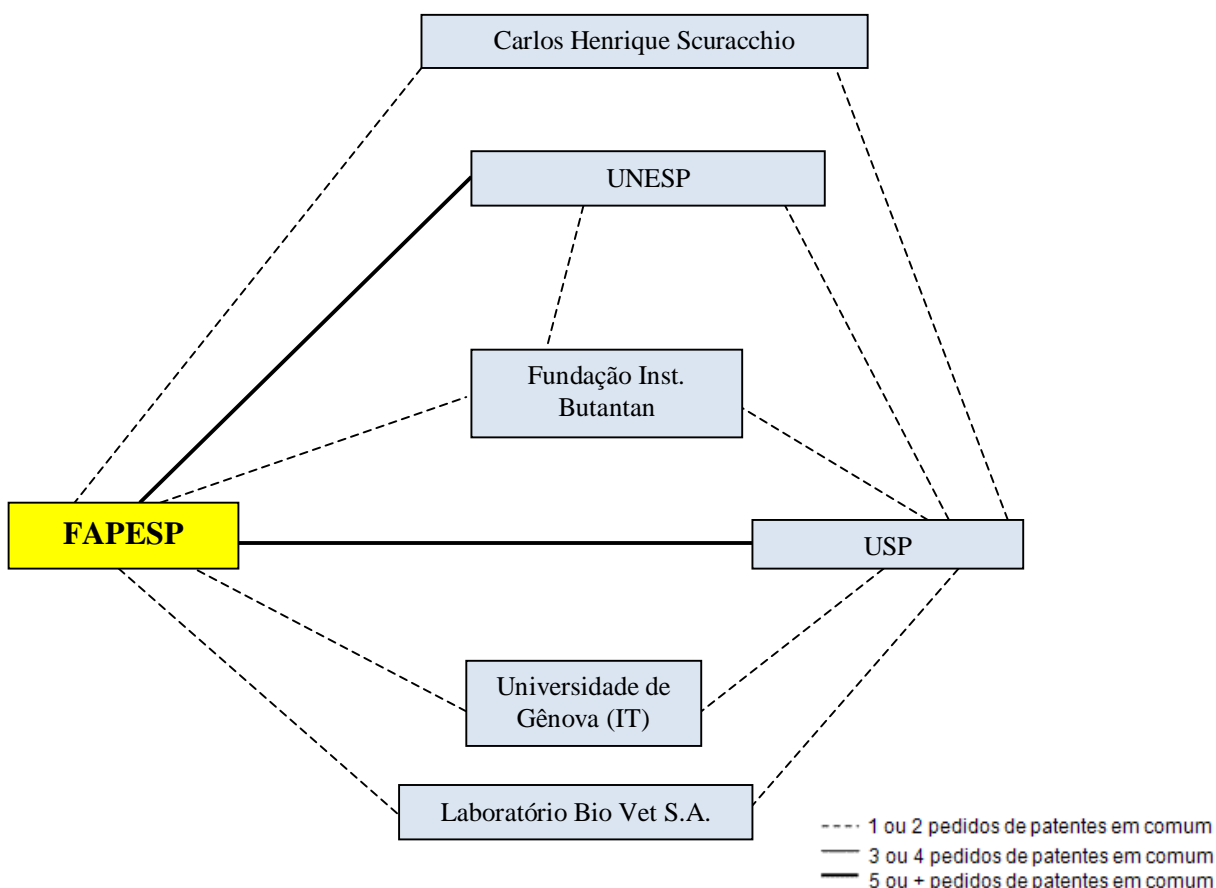 Carlos Henrique Scuracchio
UNESP
Fundação Inst.
Butantan
FAPESP
USP
Universidade de
Gênova (IT)
Laboratório Bio Vet S.A.
1 ou 2 pedidos de patentes em comum
3 ou 4 pedidos de patentes em comum
5 ou + pedidos de patentes em comum